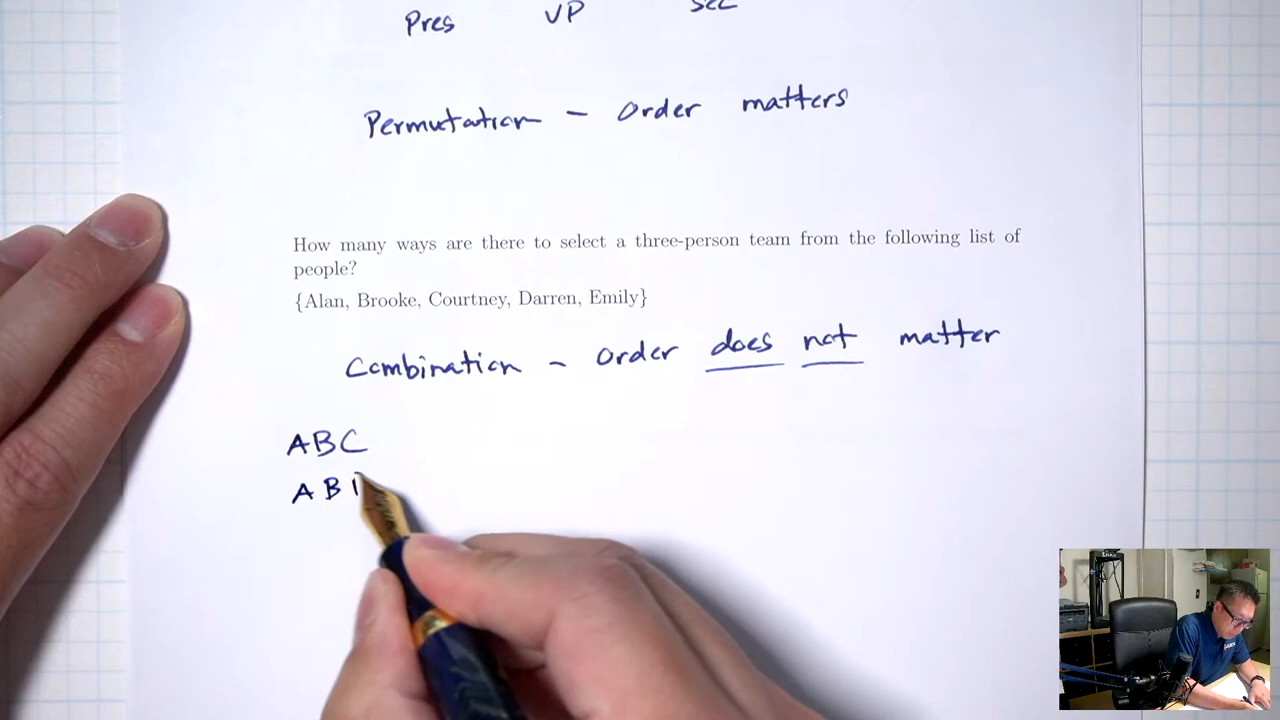 Pres VP Sec
Permutation - Order matters
How many ways are there to select a three-person team from the following list of
people?
{Alan, Brooke, Courtney, Darren, Emily}
Combination - Order does not matter
ABC
AB